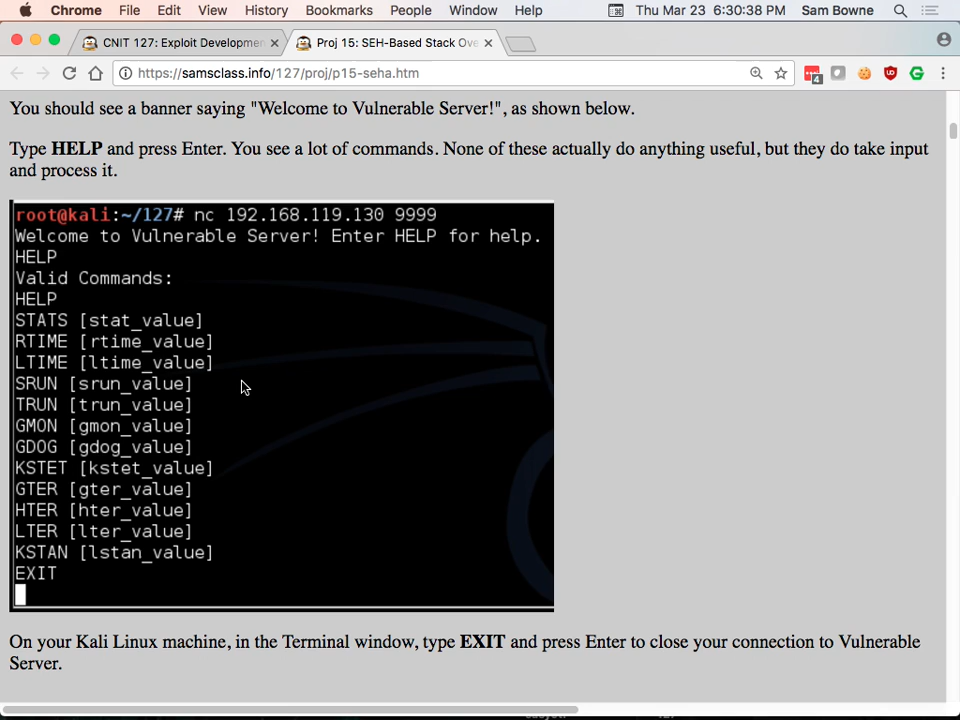 Chrome File Edit View History Bookmarks People Window Help Thu Mar 23 6:30:38 PM Sam Bowne
CNIT 127: Exploit Developmen × Proj 15: SEH-Based Stack Ove ×
https://samsclass.info/127/proj/p15-seha.htm 4
You should see a banner saying "Welcome to Vulnerable Server!", as shown below.
Type HELP and press Enter. You see a lot of commands. None of these actually do anything useful, but they do take input
and process it.
root@kali:~/127# nc 192.168.119.130 9999
Welcome to Vulnerable Server! Enter HELP for help.
HELP
Valid Commands:
HELP
STATS [stat_value]
RTIME [rtime_value]
LTIME [ltime_value]
SRUN [srun_value]
TRUN [trun_value]
GMON [gmon_value]
GDOG [gdog_value]
KSTET [kstet_value]
GTER [gter_value]
HTER [hter_value]
LTER [lter_value]
KSTAN [lstan_value]
EXIT
On your Kali Linux machine, in the Terminal window, type EXIT and press Enter to close your connection to Vulnerable
Server.